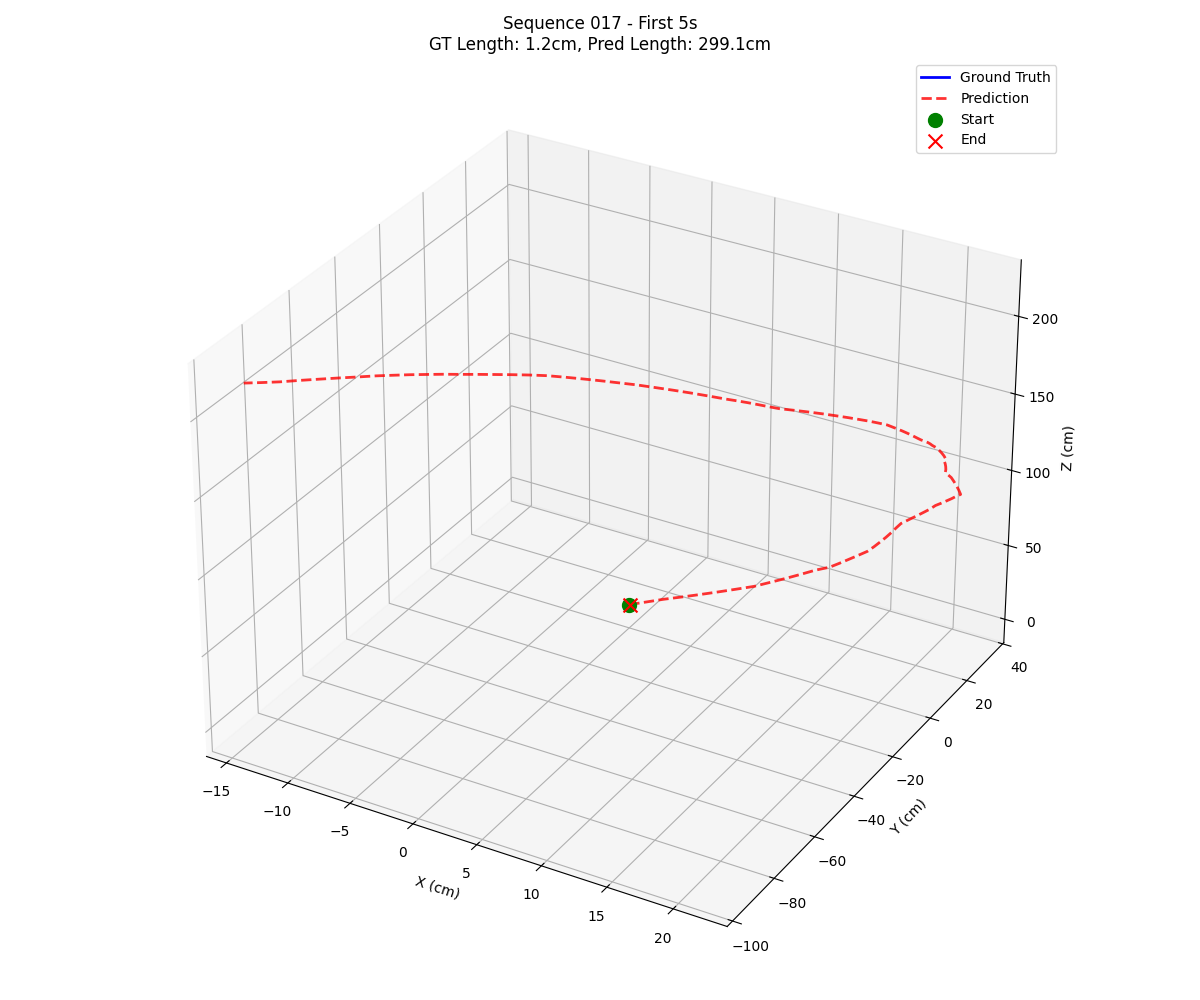 Sequence 017 - First 5s
GT Length: 1.2cm, Pred Length: 299.1cm
Ground Truth
Prediction
Start
End
200
150
100
50
0
Z (cm)
40
20
0
−20
−40
−60
−80
−100
Y (cm)
−15
−10
−5
0
5
10
15
20
X (cm)